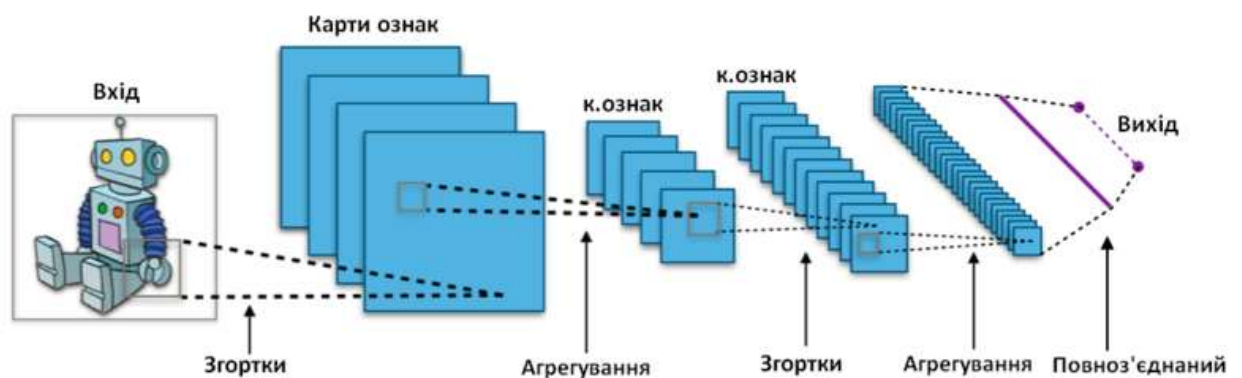 Карти ознак
Вхід
к.ознак
к.ознак
Вихід
Згортки
Агрегування
Згортки
Агрегування
Повноз'єднаний